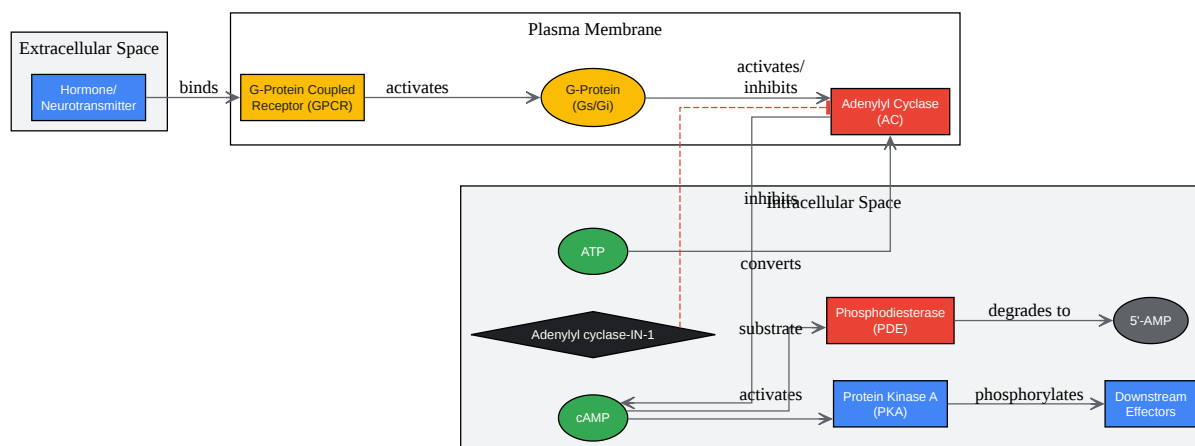 Plasma Membrane
Extracellular Space
Hormone/
Neurotransmitter
binds
G-Protein Coupled
Receptor (GPCR)
activates
G-Protein
(Gs/Gi)
activates/
inhibits
Adenylyl Cyclase
(AC)
inhibits
Intracellular Space
ATP
converts
Adenylyl cyclase-IN-1
substrate
Phosphodiesterase
(PDE)
degrades to
5'-AMP
cAMP
activates
Protein Kinase A
(PKA)
phosphorylates
Downstream
Effectors